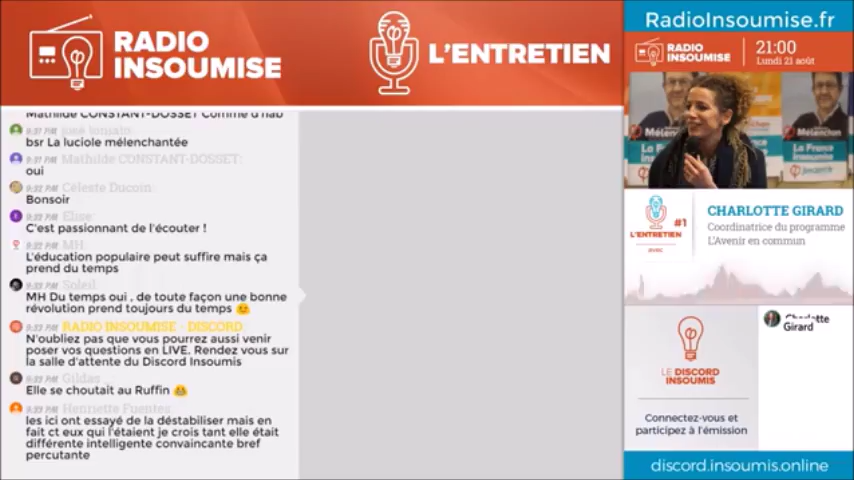 RADIO
INSOUMISE
L'ENTRETIEN
Mathilde CONSTANT-DOSSET Comme d'hab
9:31 PM José Ioniato:
bsr La luciole mélenchantée
9:31 PM Mathilde CONSTANT-DOSSET:
oui
9:32 PM Céleste Ducoin:
Bonsoir
9:32 PM Elise:
C'est passionnant de l'écouter !
9:32 PM MH:
L'éducation populaire peut suffire mais ça
prend du temps
9:33 PM Soleil:
MH Du temps oui , de toute façon une bonne
révolution prend toujours du temps 🙂
9:33 PM RADIO INSOUMISE - DISCORD:
N'oubliez pas que vous pourrez aussi venir
poser vos questions en LIVE. Rendez vous sur
la salle d'attente du Discord Insoumis
9:33 PM Gildas:
Elle se choutait au Ruffin 😂
9:33 PM Henriette Fuentes:
les ici ont essayé de la déstabiliser mais en
fait ct eux qui l'étaient je crois tant elle était
différente intelligente convaincante bref
percutante
RadioInsoumise.fr
RADIO
INSOUMISE
21:00
Lundi 21 août
Mélenchon
La France
Insoumise
L'ENTRETIEN
#1
avec
CHARLOTTE GIRARD
Coordinatrice du programme
L'Avenir en commun
LE DISCORD
INSOUMIS
Connectez-vous et
participez à l'émission
Charlotte
Girard
discord.insoumis.online